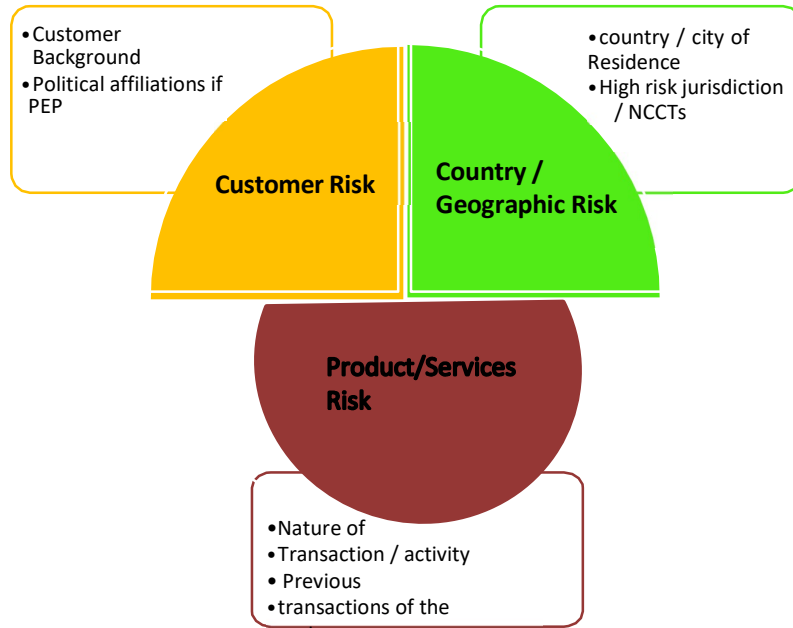 •Customer
Background
•Political affiliations if
PEP
•country / city of
Residence
•High risk jurisdiction
/ NCCTs
Customer Risk
Country /
Geographic Risk
Product/Services
Risk
•Nature of
•Transaction / activity
• Previous
•transactions of the